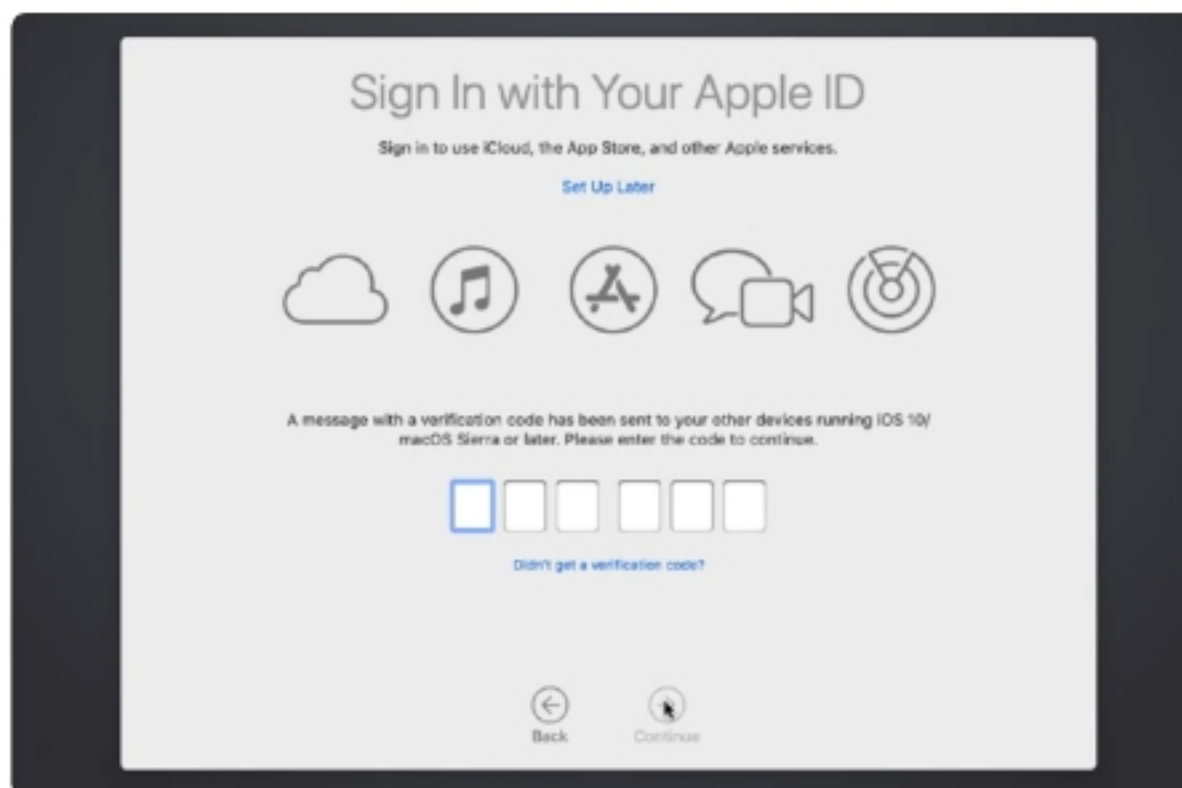 Sign In with Your Apple ID
Sign in to use iCloud, the App Store, and other Apple services.
Set Up Later
A message with a verification code has been sent to your other devices running iOS 10/
macOS Sierra or later. Please enter the code to continue.
Didn't get a verification code?
Back
Continue